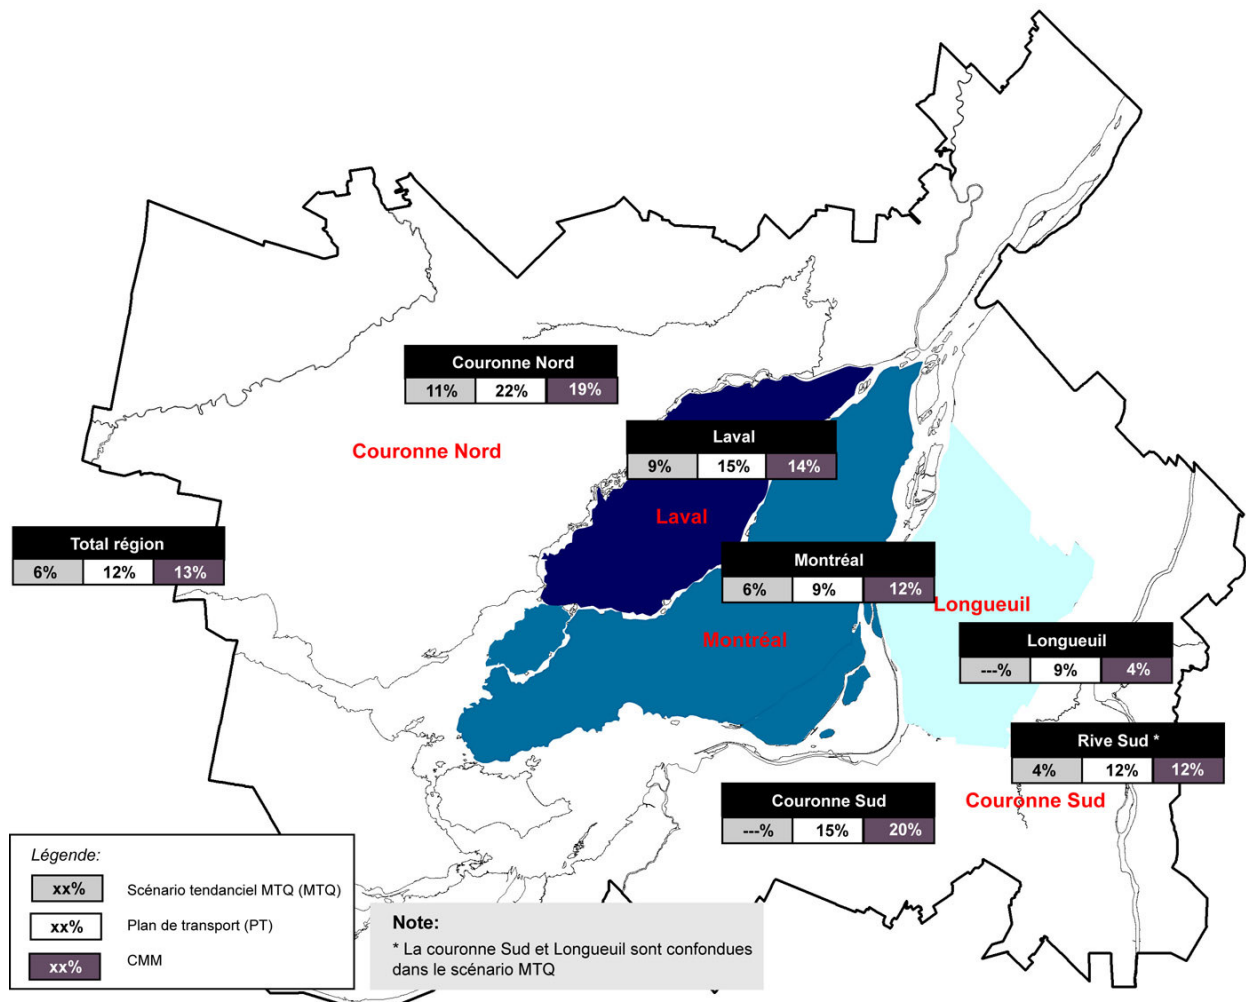 Couronne Nord
11% 22% 19%
Couronne Nord
Laval
9% 15% 14%
Laval
Total région
6% 12% 13%
Montréal
6% 9% 12%
Longueuil
Montréal
Longueuil
---% 9% 4%
Rive Sud *
4% 12% 12%
Couronne Sud
Couronne Sud
---% 15% 20%
Légende:
xx% Scénario tendanciel MTQ (MTQ)
xx% Plan de transport (PT)
xx% CMM
Note:
* La couronne Sud et Longueuil sont confondues
dans le scénario MTQ